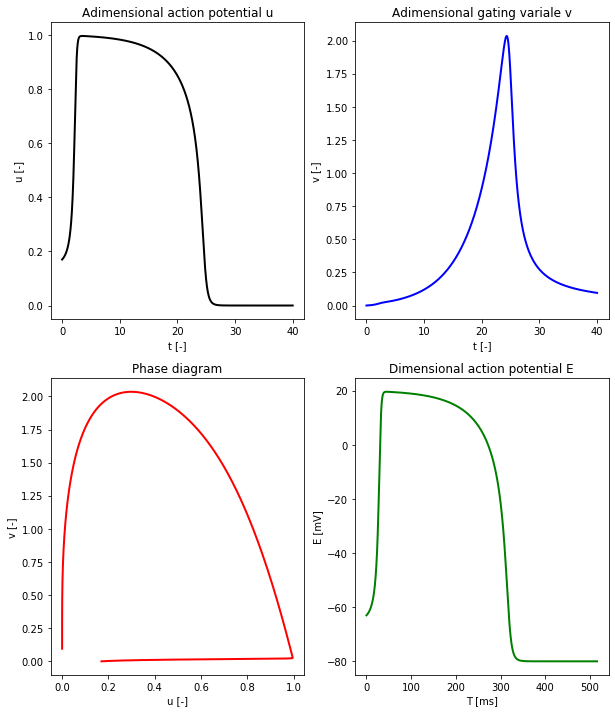 Adimensional action potential u
1.0
0.8
0.6
0.4
0.2
0.0
u [-]
0 20 40
t [-]
Adimensional gating variale v
2.00
1.75
1.50
1.25
1.00
0.75
0.50
0.25
0.00
v [-]
0 10 20 30 40
t [-]
Phase diagram
2.00
1.75
1.50
1.25
1.00
0.75
0.50
0.25
0.00
v [-]
0.0 0.2 0.4 0.6 0.8 1.0
u [-]
Dimensional action potential E
20
0
−20
−40
−60
−80
E [mV]
0 100 200 300 400 500
T [ms]